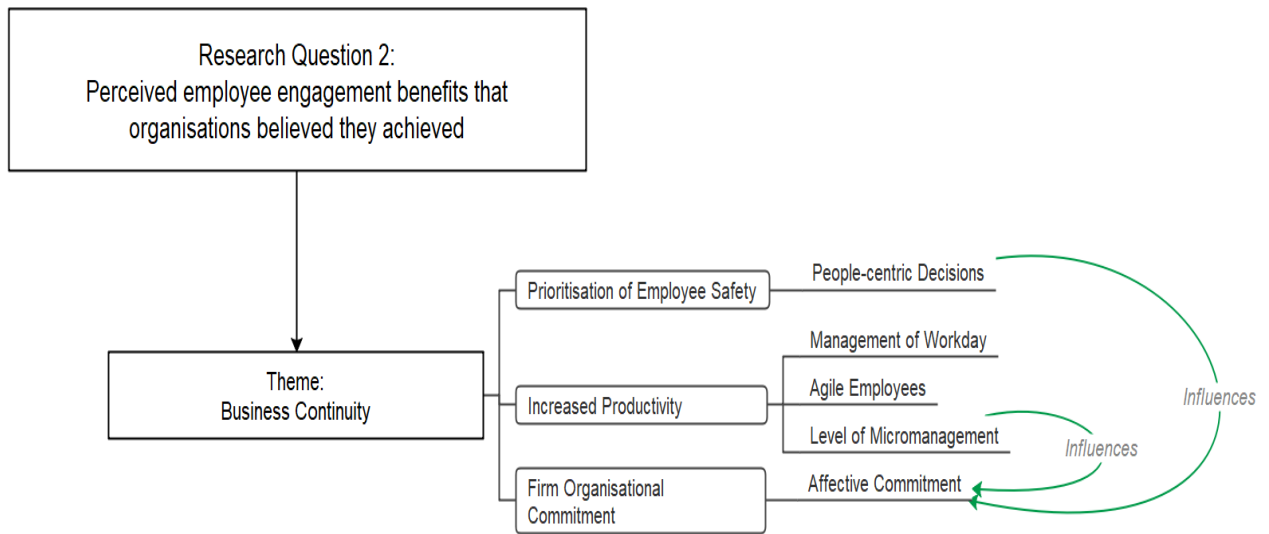 Research Question 2:
Perceived employee engagement benefits that
organisations believed they achieved
People-centric Decisions
Prioritisation of Employee Safety
Management of Workday
Theme:
Business Continuity
Agile Employees
Increased Productivity
Influences
Level of Micromanagement
Influences
Firm Organisational
Commitment
Affective Commitment